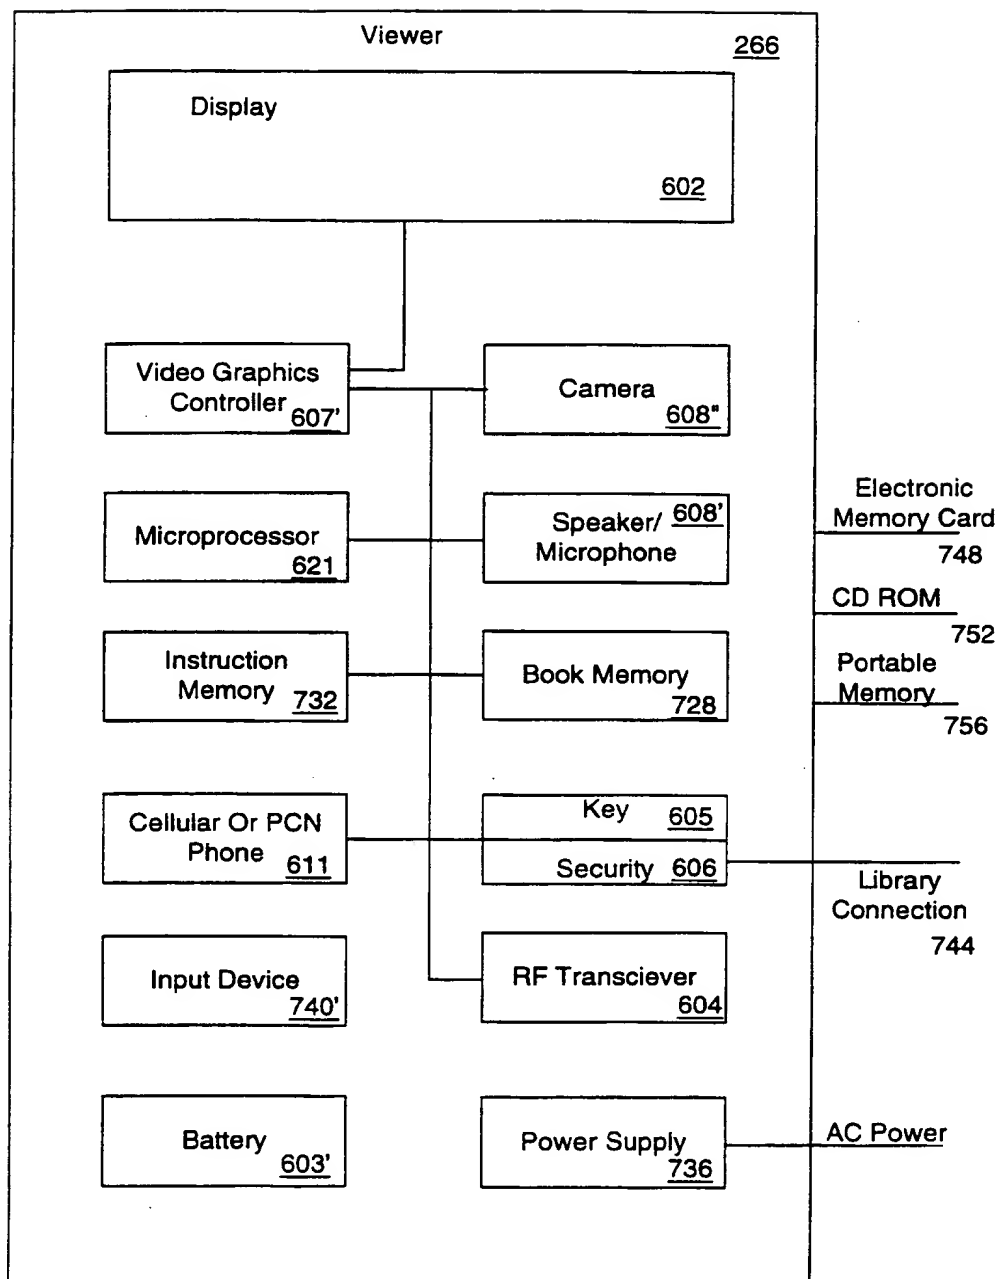 Viewer
266
Display
602
Video Graphics
Controller
607'
Camera
608"
Microprocessor
621
Speaker/
Microphone
608'
Instruction
Memory
732
Book Memory
728
Cellular Or PCN
Phone
611
Key
605
Security
606
Input Device
740'
RF Transciever
604
Battery
603'
Power Supply
736
Electronic
Memory Card
748
CD ROM
752
Portable
Memory
756
Library
Connection
744
AC Power